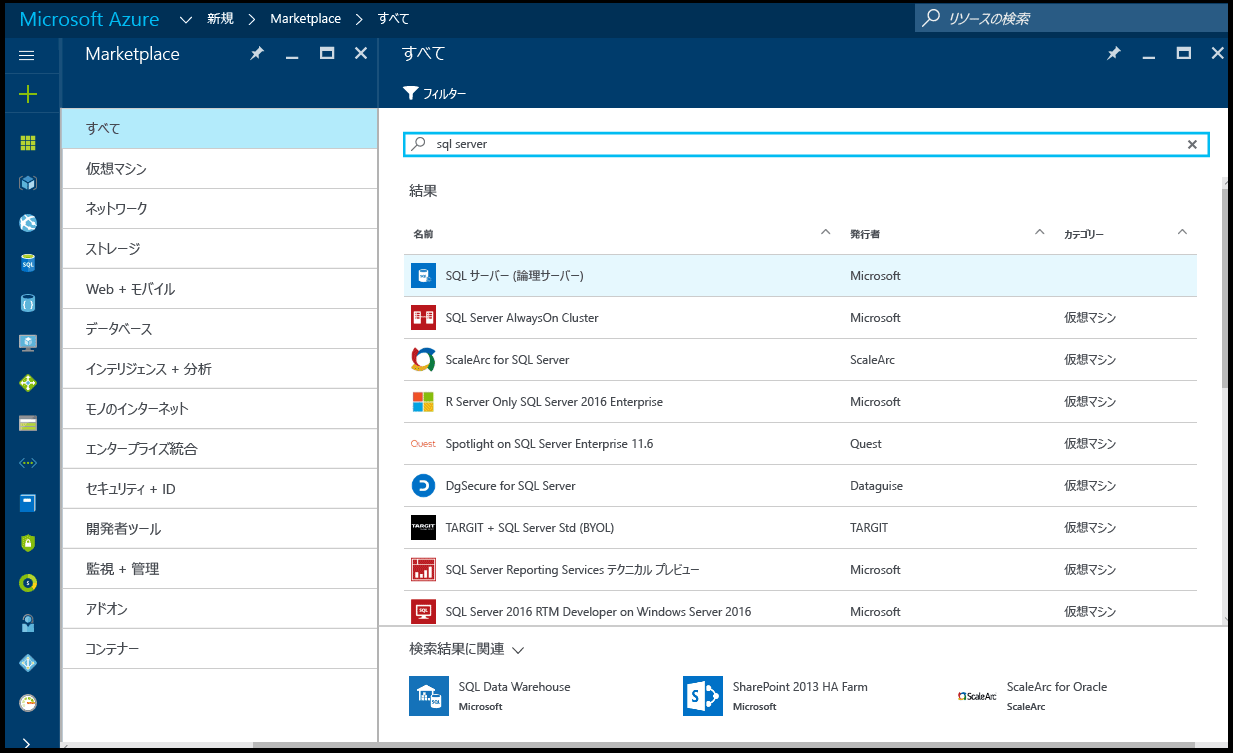 Microsoft Azure 新規 Marketplace すべて リソースの検索
Marketplace
すべて
フィルター
すべて
仮想マシン
ネットワーク
ストレージ
Web + モバイル
データベース
インテリジェンス + 分析
モノのインターネット
エンタープライズ統合
セキュリティ + ID
開発者ツール
監視 + 管理
アドオン
コンテナー
sql server
結果
名前 発行者 カテゴリー
SQL サーバー (論理サーバー) Microsoft
SQL Server AlwaysOn Cluster Microsoft 仮想マシン
ScaleArc for SQL Server ScaleArc 仮想マシン
R Server Only SQL Server 2016 Enterprise Microsoft 仮想マシン
Quest Spotlight on SQL Server Enterprise 11.6 Quest 仮想マシン
DgSecure for SQL Server Dataguise 仮想マシン
TARGIT TARGIT + SQL Server Std (BYOL) TARGIT 仮想マシン
SQL Server Reporting Services テクニカル プレビュー Microsoft 仮想マシン
SQL SQL Server 2016 RTM Developer on Windows Server 2016 Microsoft 仮想マシン
検索結果に関連
SQL SQL Data Warehouse
Microsoft
S SharePoint 2013 HA Farm
Microsoft
ScaleArc ScaleArc for Oracle
ScaleArc